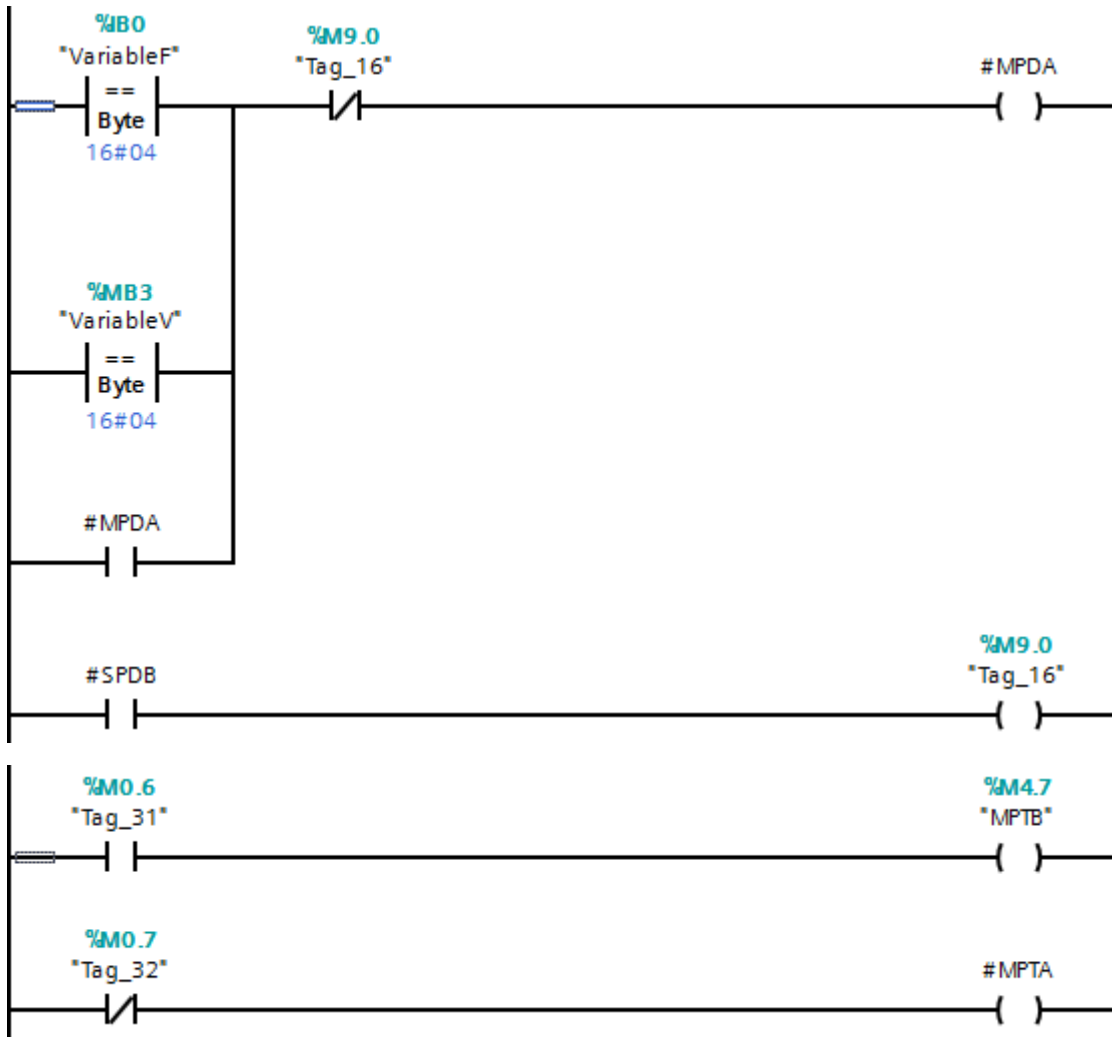 %IB0
"VariableF"
==
Byte
16#04
%M9.0
"Tag_16"
#MPDA
%MB3
"VariableV"
==
Byte
16#04
#MPDA
#SPDB
%M9.0
"Tag_16"
%M0.6
"Tag_31"
%M4.7
"MPTB"
%M0.7
"Tag_32"
#MPTA